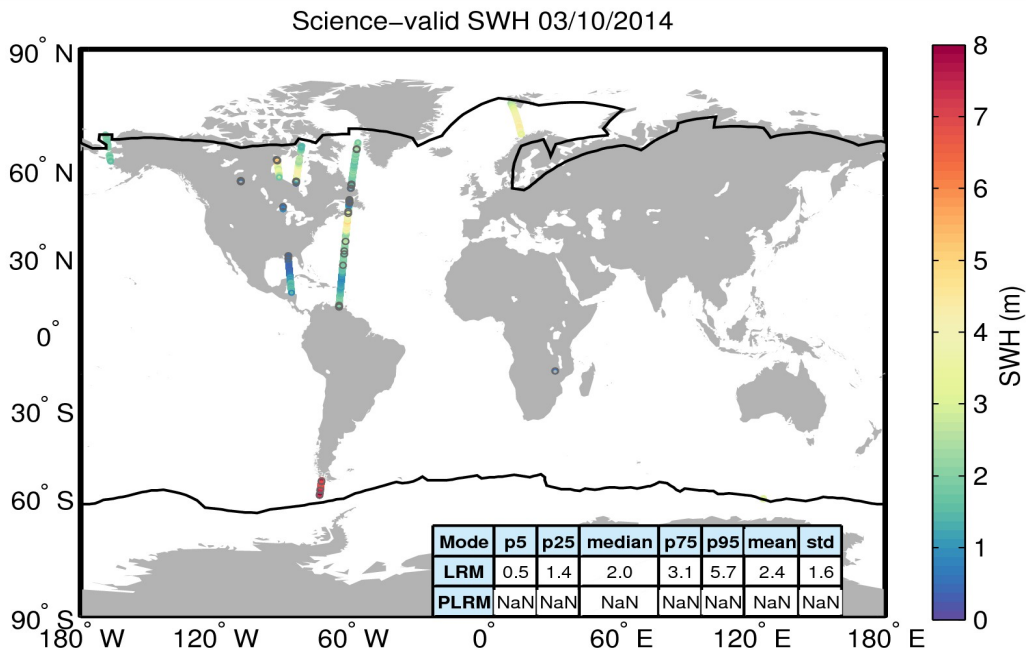 Science−valid SWH 03/10/2014
90° N
60° N
30° N
0°
30° S
60° S
90° S
180° W
120° W
60° W
0°
60° E
120° E
180° E
Mode p5 p25 median p75 p95 mean std
LRM 0.5 1.4 2.0 3.1 5.7 2.4 1.6
PLRM NaN NaN NaN NaN NaN NaN NaN
8
7
6
5
4
3
2
1
0
SWH (m)